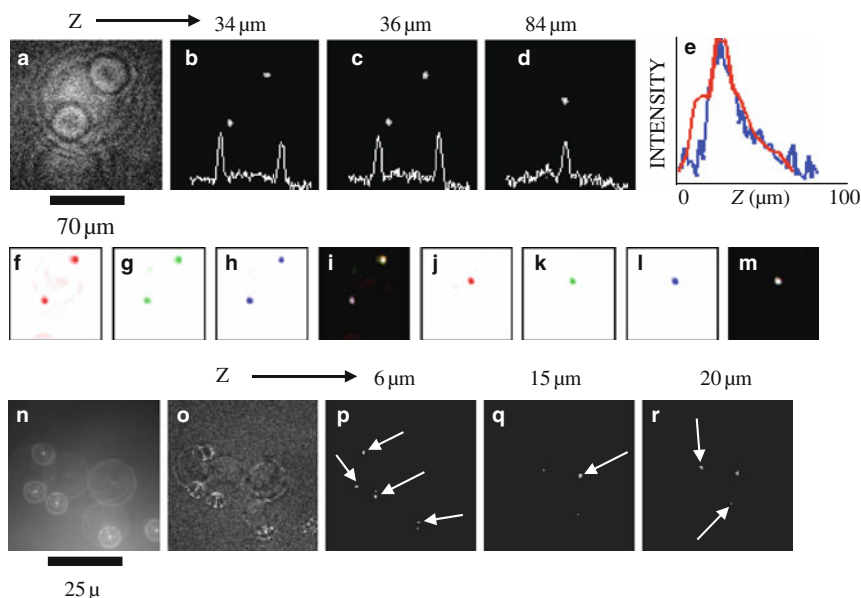 Z 34 μm 36 μm 84 μm
a b c d e
INTENSITY
0 Z (μm) 100
70 μm
f g h i j k l m
Z 6 μm 15 μm 20 μm
n o p q r
25 μ